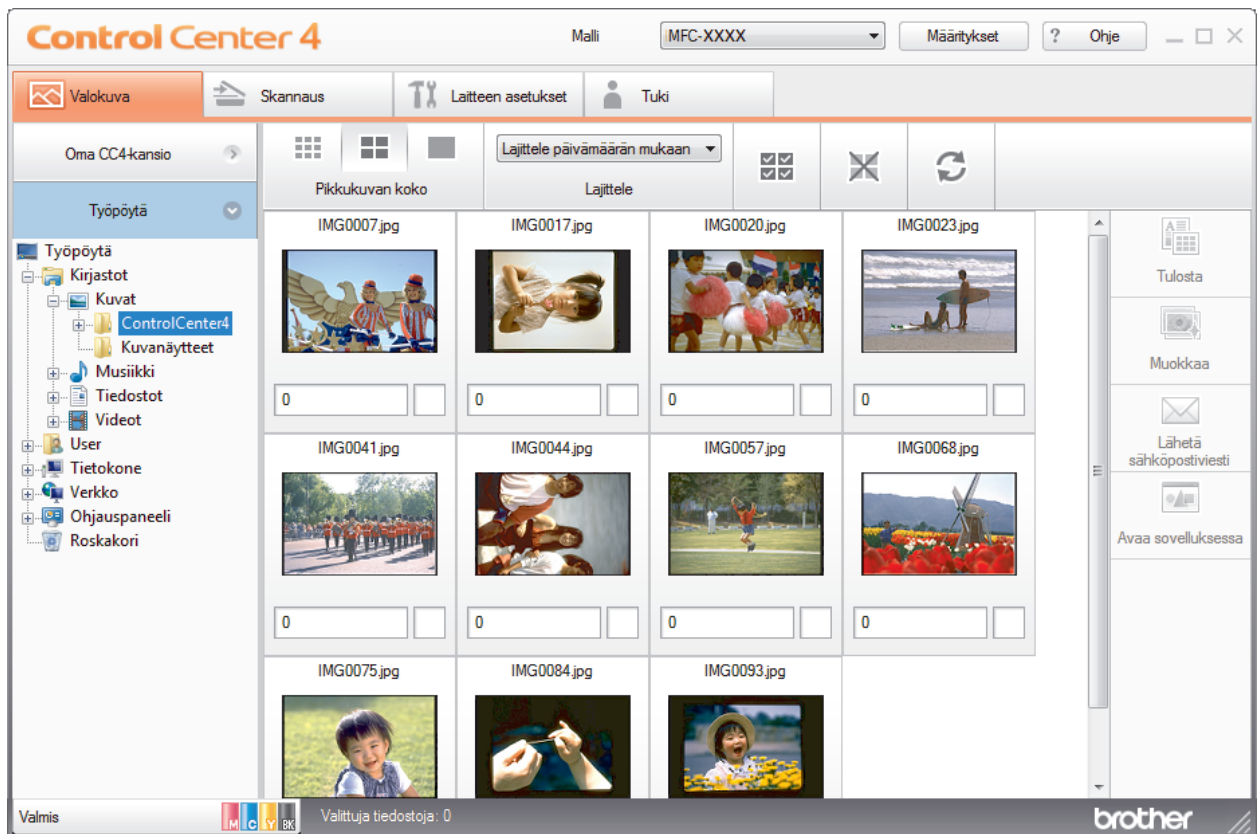 Control Center 4
Malli
MFC-XXXX
Määritykset
? Ohje
Valokuva
Skannaus
Laitteen asetukset
Tuki
Oma CC4-kansio
Työpöytä
Pikkukuvan koko
Lajittele päivämäärän mukaan
Lajittele
Työpöytä
Kirjastot
Kuvat
ControlCenter4
Kuvanäytteet
Musiikki
Tiedostot
Videot
User
Tietokone
Verkko
Ohjauspaneeli
Roskakori
IMG0007.jpg
IMG0017.jpg
IMG0020.jpg
IMG0023.jpg
0
0
0
0
IMG0041.jpg
IMG0044.jpg
IMG0057.jpg
IMG0068.jpg
0
0
0
0
IMG0075.jpg
IMG0084.jpg
IMG0093.jpg
Tulosta
Muokkaa
Lähetä
sähköpostiviesti
Avaa sovelluksessa
Valmis
M C Y BK
Valittuja tiedostoja: 0
brother